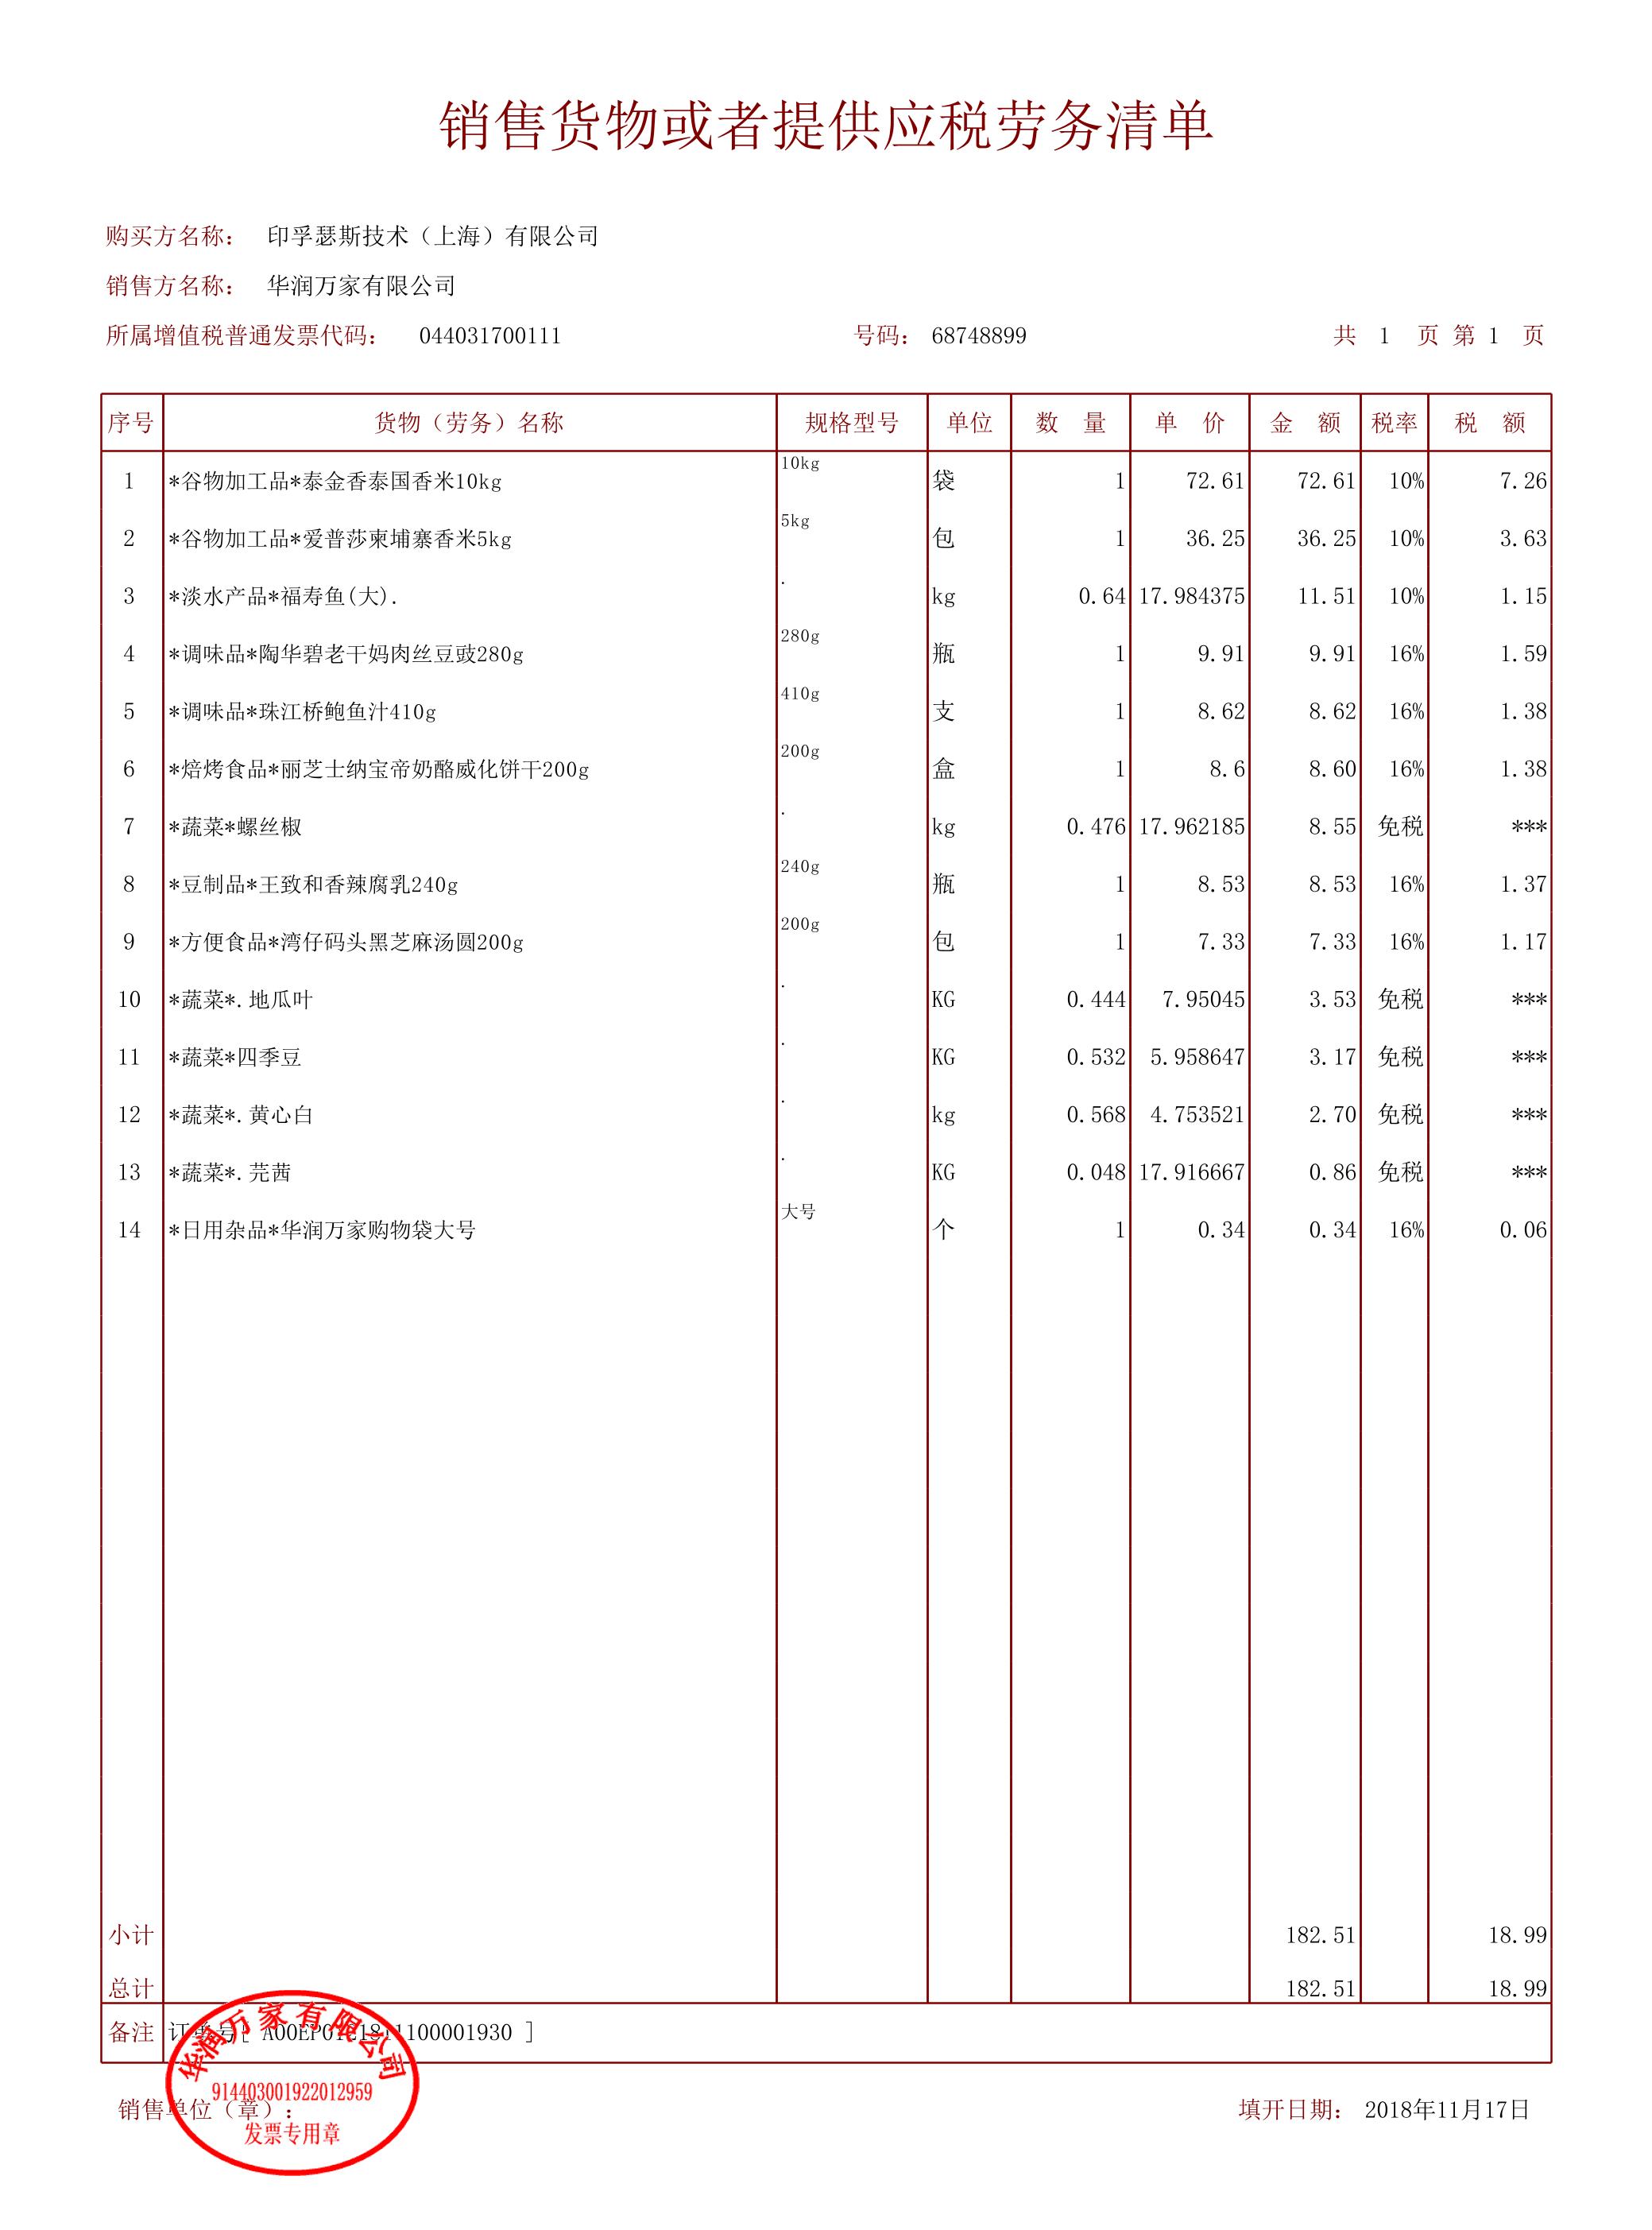 销售货物或者提供应税劳务清单
购买方名称： 印孚瑟斯技术（上海）有限公司
销售方名称： 华润万家有限公司
所属增值税普通发票代码： 044031700111 号码： 68748899 共 1 页 第 1 页
序号 货物（劳务）名称 规格型号 单位 数 量 单 价 金 额 税率 税 额
1 *谷物加工品*泰金香泰国香米10kg 10kg 袋 1 72.61 72.61 10% 7.26
2 *谷物加工品*爱普莎柬埔寨香米5kg 5kg 包 1 36.25 36.25 10% 3.63
3 *淡水产品*福寿鱼(大). . kg 0.64 17.984375 11.51 10% 1.15
4 *调味品*陶华碧老干妈肉丝豆豉280g 280g 瓶 1 9.91 9.91 16% 1.59
5 *调味品*珠江桥鲍鱼汁410g 410g 支 1 8.62 8.62 16% 1.38
6 *焙烤食品*丽芝士纳宝帝奶酪威化饼干200g 200g 盒 1 8.6 8.60 16% 1.38
7 *蔬菜*螺丝椒 . kg 0.476 17.962185 8.55 免税 ***
8 *豆制品*王致和香辣腐乳240g 240g 瓶 1 8.53 8.53 16% 1.37
9 *方便食品*湾仔码头黑芝麻汤圆200g 200g 包 1 7.33 7.33 16% 1.17
10 *蔬菜*.地瓜叶 . KG 0.444 7.95045 3.53 免税 ***
11 *蔬菜*四季豆 . KG 0.532 5.958647 3.17 免税 ***
12 *蔬菜*.黄心白 . kg 0.568 4.753521 2.70 免税 ***
13 *蔬菜*.芫茜 . KG 0.048 17.916667 0.86 免税 ***
14 *日用杂品*华润万家购物袋大号 大号 个 1 0.34 0.34 16% 0.06
小计 182.51 18.99
总计 182.51 18.99
备注 订单号[ ]
华润万家有限公司
914403001922012959
发票专用章
销售单位（章）： 填开日期： 2018年11月17日